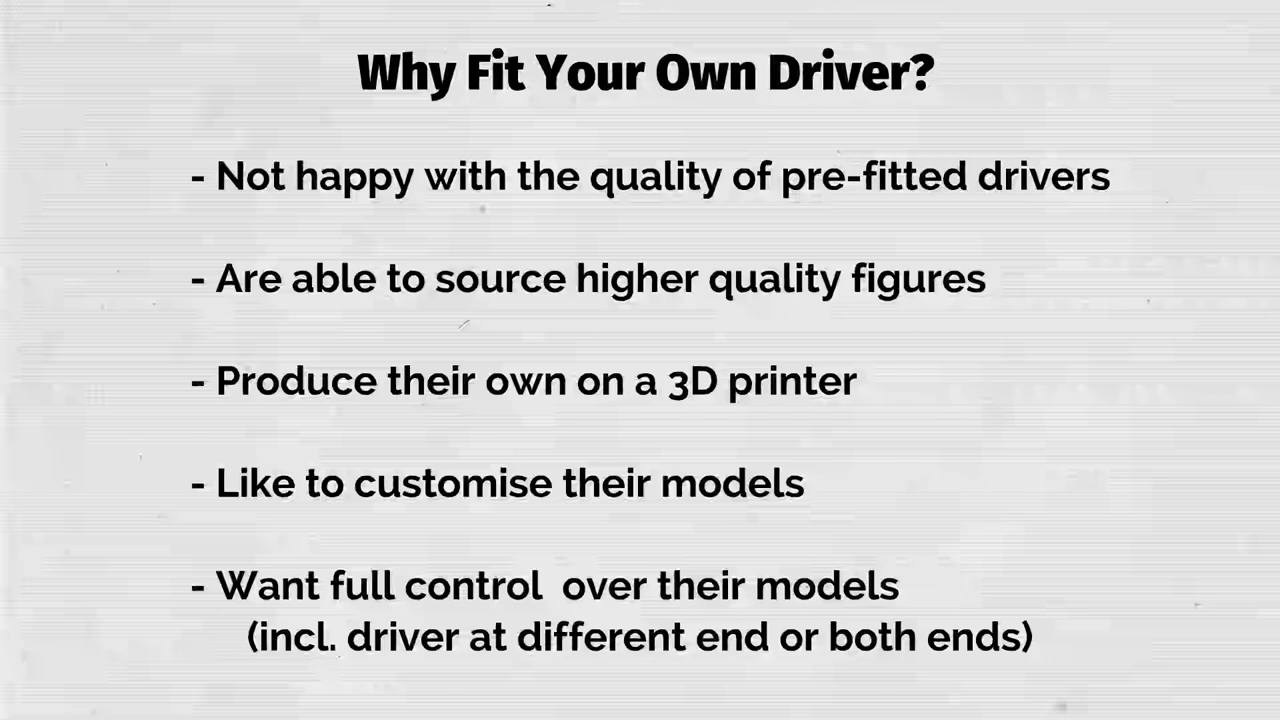 Why Fit Your Own Driver?
- Not happy with the quality of pre-fitted drivers
- Are able to source higher quality figures
- Produce their own on a 3D printer
- Like to customise their models
- Want full control  over their models
(incl. driver at different end or both ends)